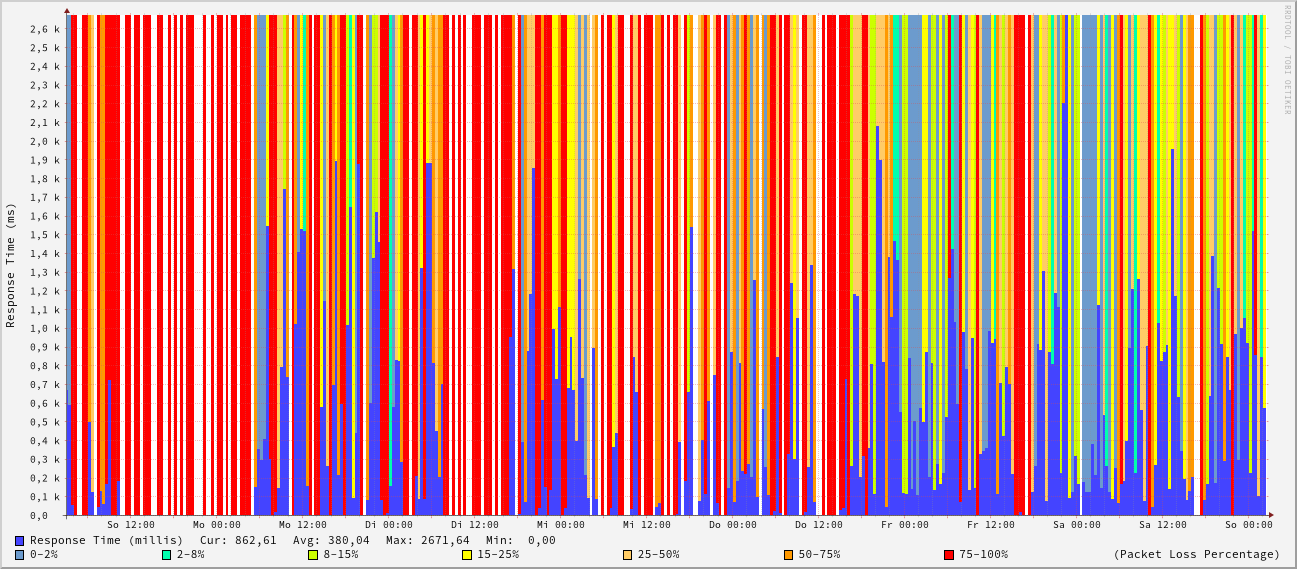 2,6 k
2,5 k
2,4 k
2,3 k
2,2 k
2,1 k
2,0 k
1,9 k
1,8 k
1,7 k
1,6 k
1,5 k
1,4 k
1,3 k
1,2 k
1,1 k
1,0 k
0,9 k
0,8 k
0,7 k
0,6 k
0,5 k
0,4 k
0,3 k
0,2 k
0,1 k
0,0
Response Time (ms)
RRDTOOL / TOBI OETIKER
So 12:00 Mo 00:00 Mo 12:00 Di 00:00 Di 12:00 Mi 00:00 Mi 12:00 Do 00:00 Do 12:00 Fr 00:00 Fr 12:00 Sa 00:00 Sa 12:00 So 00:00
Response Time (millis) Cur: 862,61 Avg: 380,04 Max: 2671,64 Min: 0,00
0-2% 2-8% 8-15% 15-25% 25-50% 50-75% 75-100% (Packet Loss Percentage)